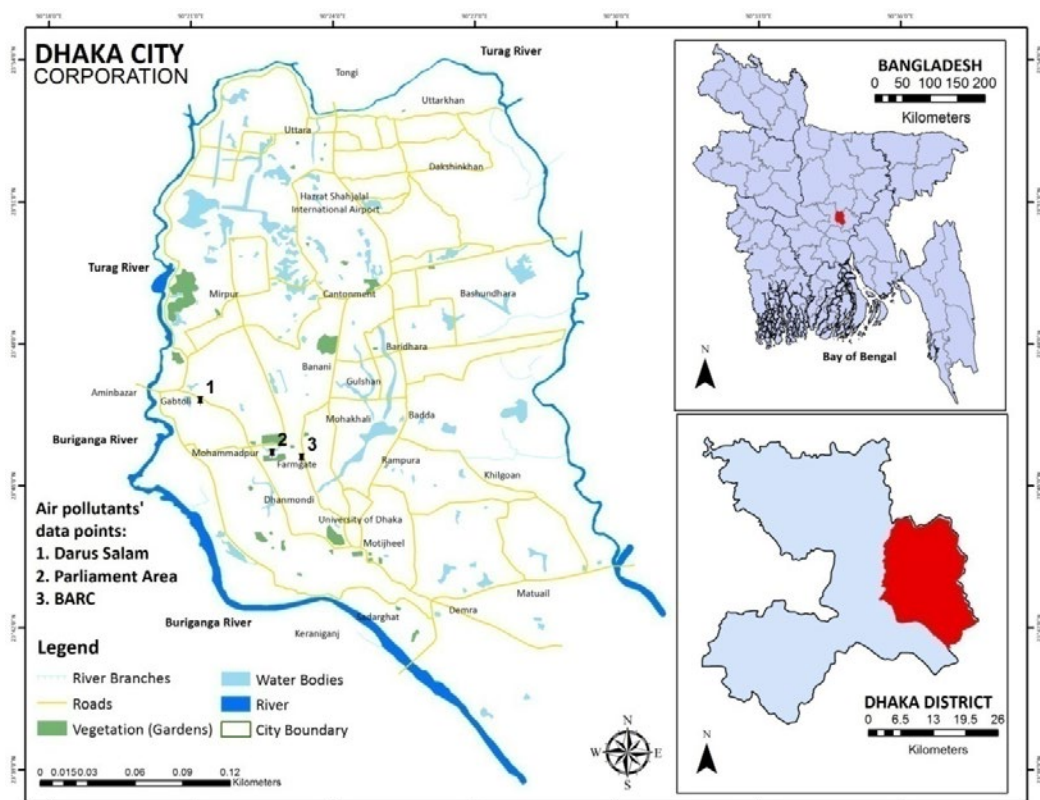 DHAKA CITY
CORPORATION
Turag River
Tongi
Uttarkhan
Uttara
Dakshinkhan
Hazrat Shahjalal
International Airport
Turag River
Mirpur
Cantonment
Bashundhara
Baridhara
Banani
Gulshan
Aminbazar
Gabtoli
1
Mohakhali
Badda
Buriganga River
Mohammadpur
2
3
Farmgate
Rampura
Khilgoan
Dhanmondi
University of Dhaka
Motijheel
Air pollutants'
data points:
1. Darus Salam
2. Parliament Area
3. BARC
Matuail
Demra
Sadarghat
Buriganga River
Keraniganj
Legend
River Branches
Roads
Vegetation (Gardens)
Water Bodies
River
City Boundary
0 0.015 0.03 0.06 0.09 0.12
Kilometers
N
W E
S
BANGLADESH
0 50 100 150 200
Kilometers
N
Bay of Bengal
DHAKA DISTRICT
0 6.5 13 19.5 26
Kilometers
N